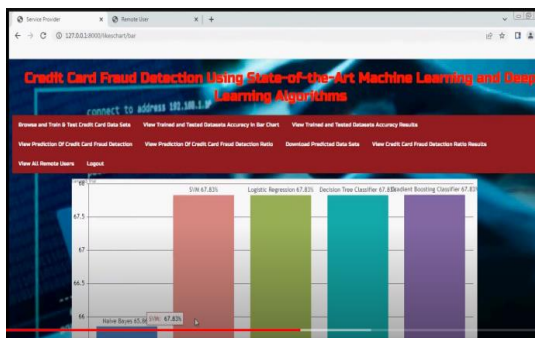 Service Provider
Remote User
127.0.0.1:8000/likeschart/bar
Credit Card Fraud Detection Using State-of-the-Art Machine Learning and Deep
Learning Algorithms
connect to address 192.168.1.
Browse and Train & Test Credit Card Data Sets View Trained and Tested Datasets Accuracy in Bar Chart View Trained and Tested Datasets Accuracy Results
View Prediction Of Credit Card Fraud Detection View Prediction Of Credit Card Fraud Detection Ratio Download Predicted Data Sets View Credit Card Fraud Detection Ratio Results
View All Remote Users Logout
68
SVM 67.83% Logistic Regression 67.83% Decision Tree Classifier 67.83% Gradient Boosting Classifier 67.83%
67.5
67
66.5
66
Naive Bayes SVM: 67.83%